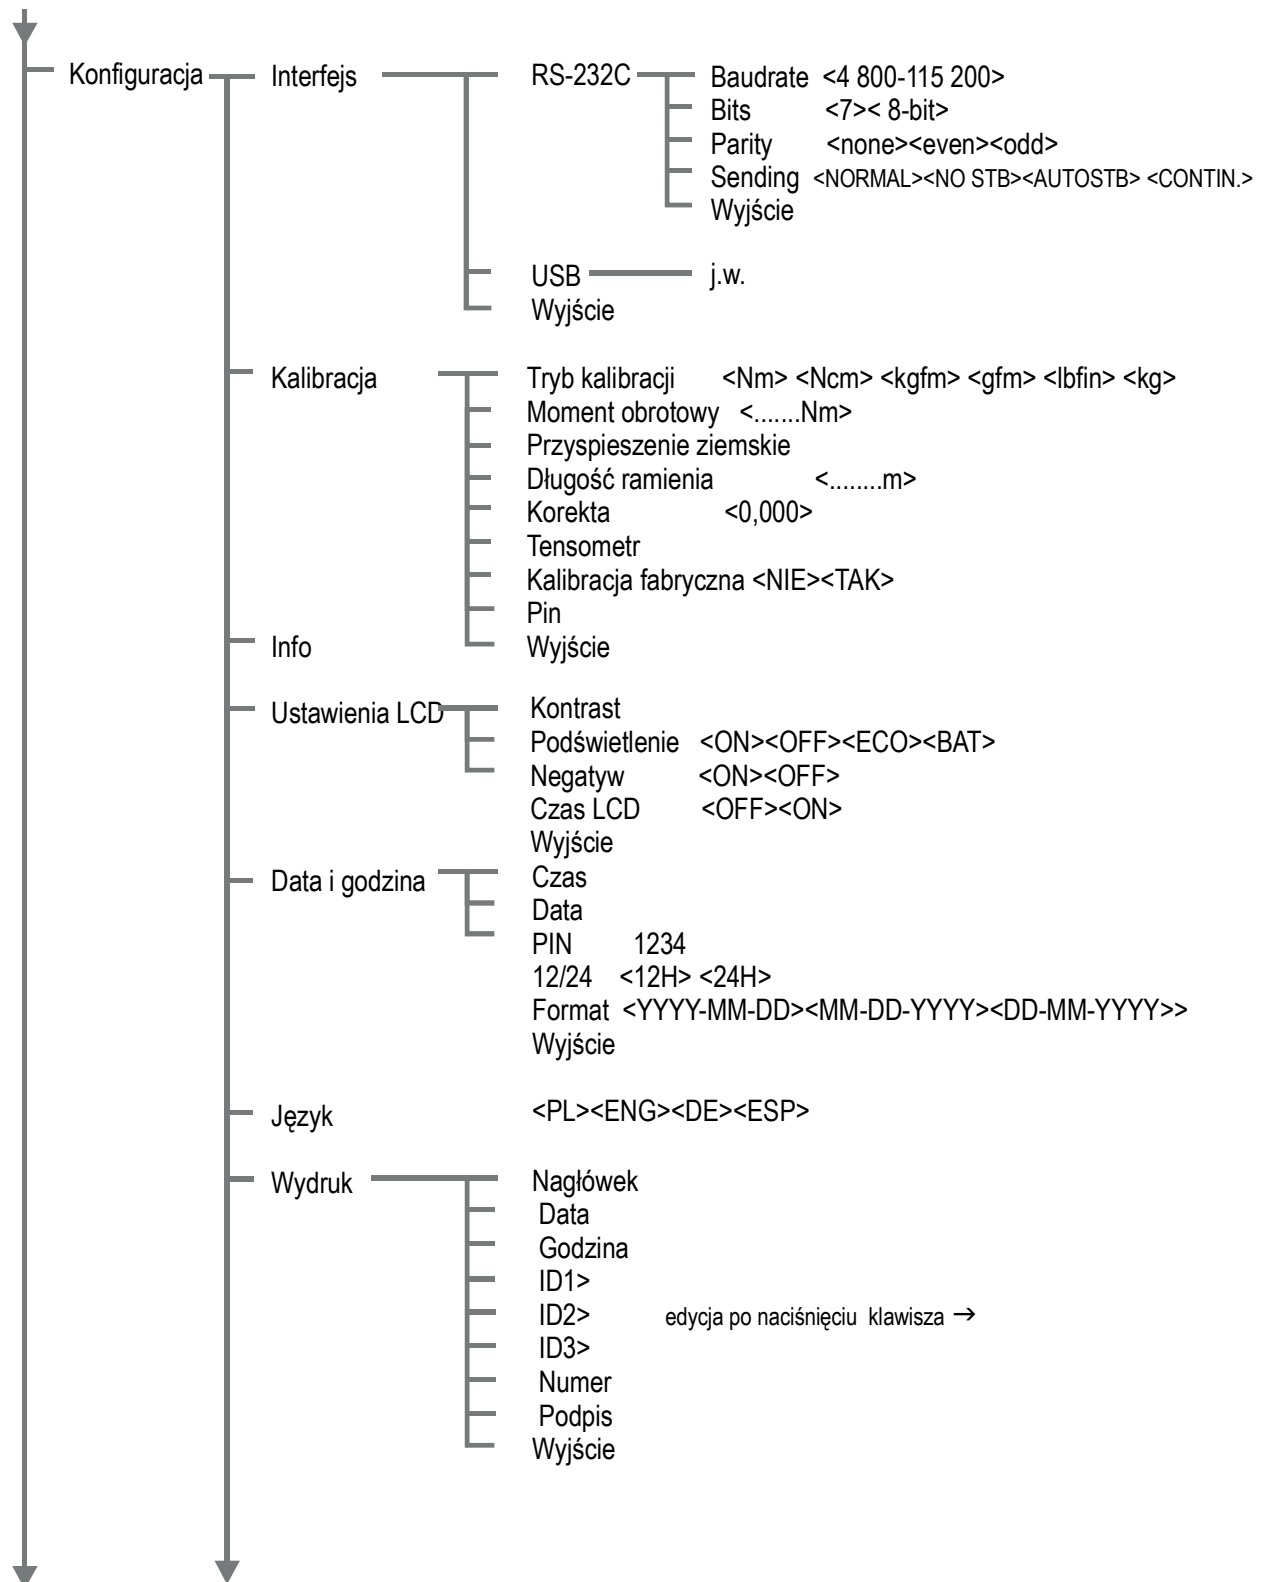 Konfiguracja Interfejs RS-232C Baudrate <4 800-115 200>
Bits <7>< 8-bit>
Parity <none><even><odd>
Sending <NORMAL><NO STB><AUTOSTB> <CONTIN.>
Wyjście
USB j.w.
Wyjście
Kalibracja Tryb kalibracji <Nm> <Ncm> <kgfm> <gfm> <lbfin> <kg>
Moment obrotowy <.......Nm>
Przyspieszenie ziemskie
Długość ramienia <........m>
Korekta <0,000>
Tensometr
Kalibracja fabryczna <NIE><TAK>
Pin
Info Wyjście
Ustawienia LCD Kontrast
Podświetlenie <ON><OFF><ECO><BAT>
Negatyw <ON><OFF>
Czas LCD <OFF><ON>
Wyjście
Data i godzina Czas
Data
PIN 1234
12/24 <12H> <24H>
Format <YYYY-MM-DD><MM-DD-YYYY><DD-MM-YYYY>>
Wyjście
Język <PL><ENG><DE><ESP>
Wydruk Nagłówek
Data
Godzina
ID1>
ID2> edycja po naciśnięciu klawisza →
ID3>
Numer
Podpis
Wyjście